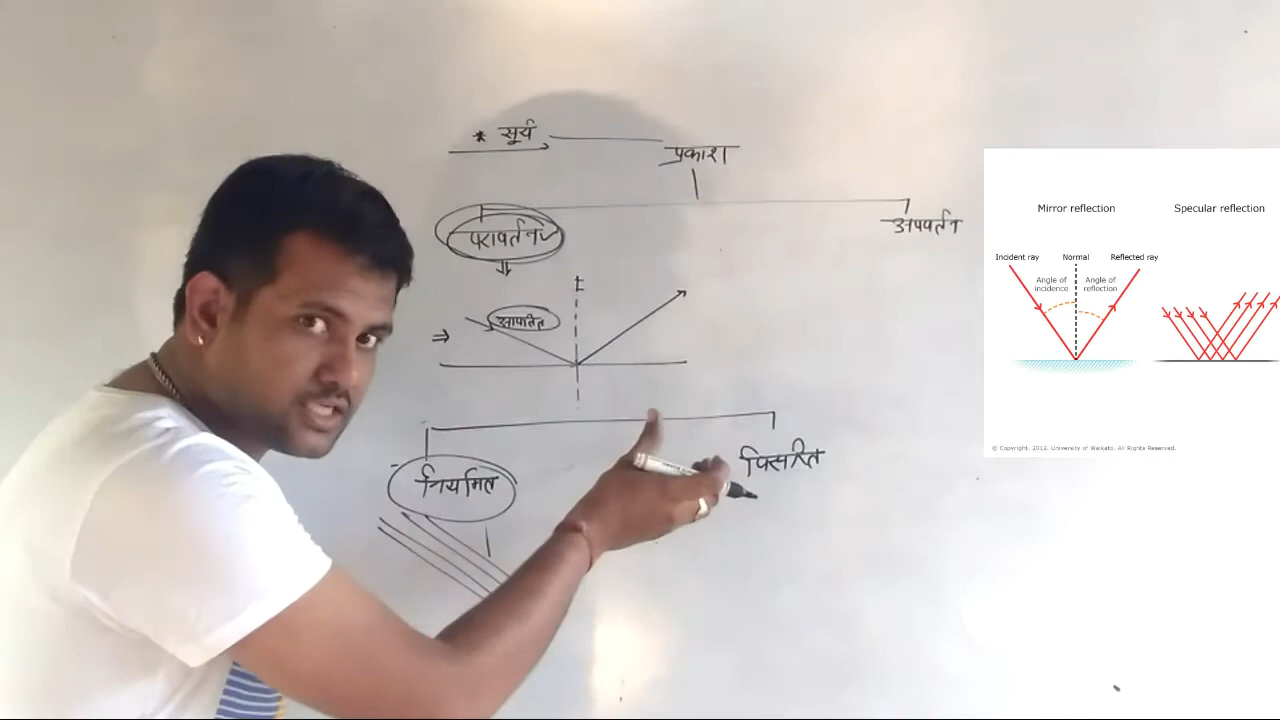 * सूर्य
प्रकाश
परावर्तन
अपवर्तन
आपतित
नियमित
विसरित
Mirror reflection
Specular reflection
Incident ray
Normal
Reflected ray
Angle of
incidence
Angle of
reflection
© Copyright. 2012. University of Waikato. All Rights Reserved.